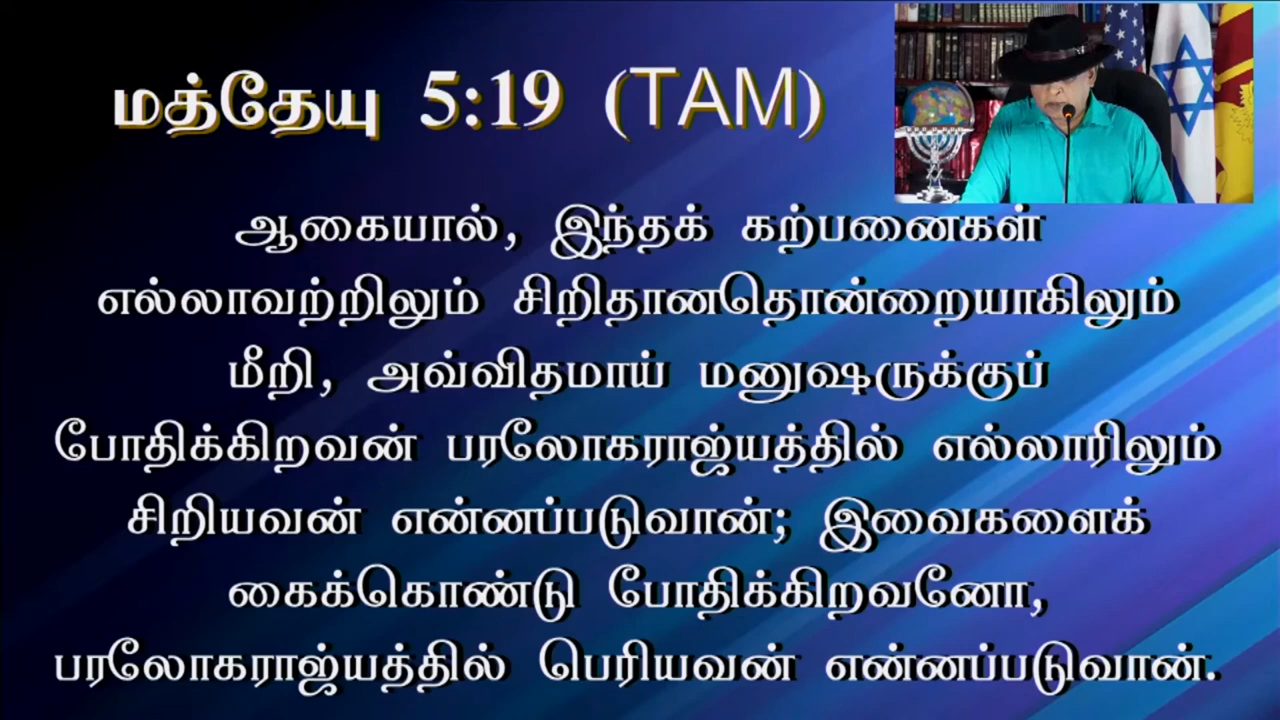 மத்தேயு 5:19 (TAM)
ஆகையால், இந்தக் கற்பனைகள்
எல்லாவற்றிலும் சிறிதானதொன்றையாகிலும்
மீறி, அவ்விதமாய் மனுஷருக்குப்
போதிக்கிறவன் பரலோகராஜ்யத்தில் எல்லாரிலும்
சிறியவன் என்னப்படுவான்; இவைகளைக்
கைக்கொண்டு போதிக்கிறவனோ,
பரலோகராஜ்யத்தில் பெரியவன் என்னப்படுவான்.